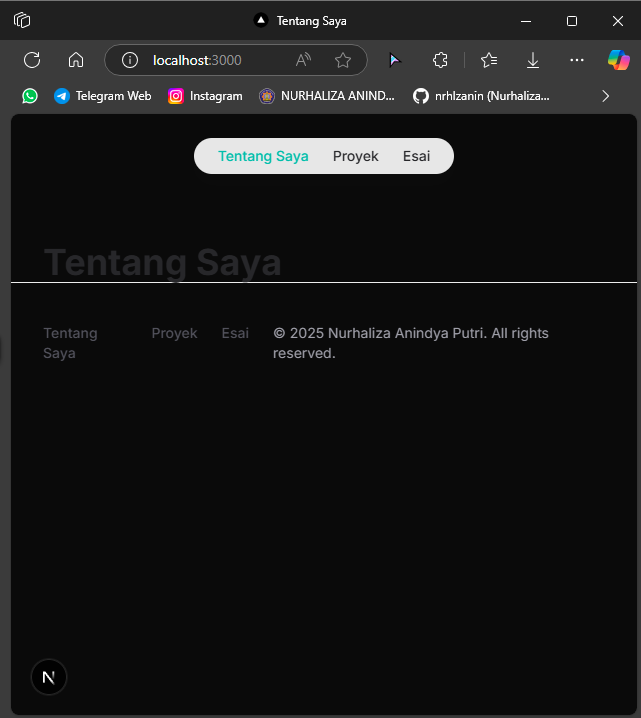 Tentang Saya
localhost:3000
Telegram Web Instagram NURHALIZA ANIND... nrhlzanin (Nurhaliza...
Tentang Saya Proyek Esai
Tentang Saya
Tentang Saya Proyek Esai © 2025 Nurhaliza Anindya Putri. All rights reserved.
N